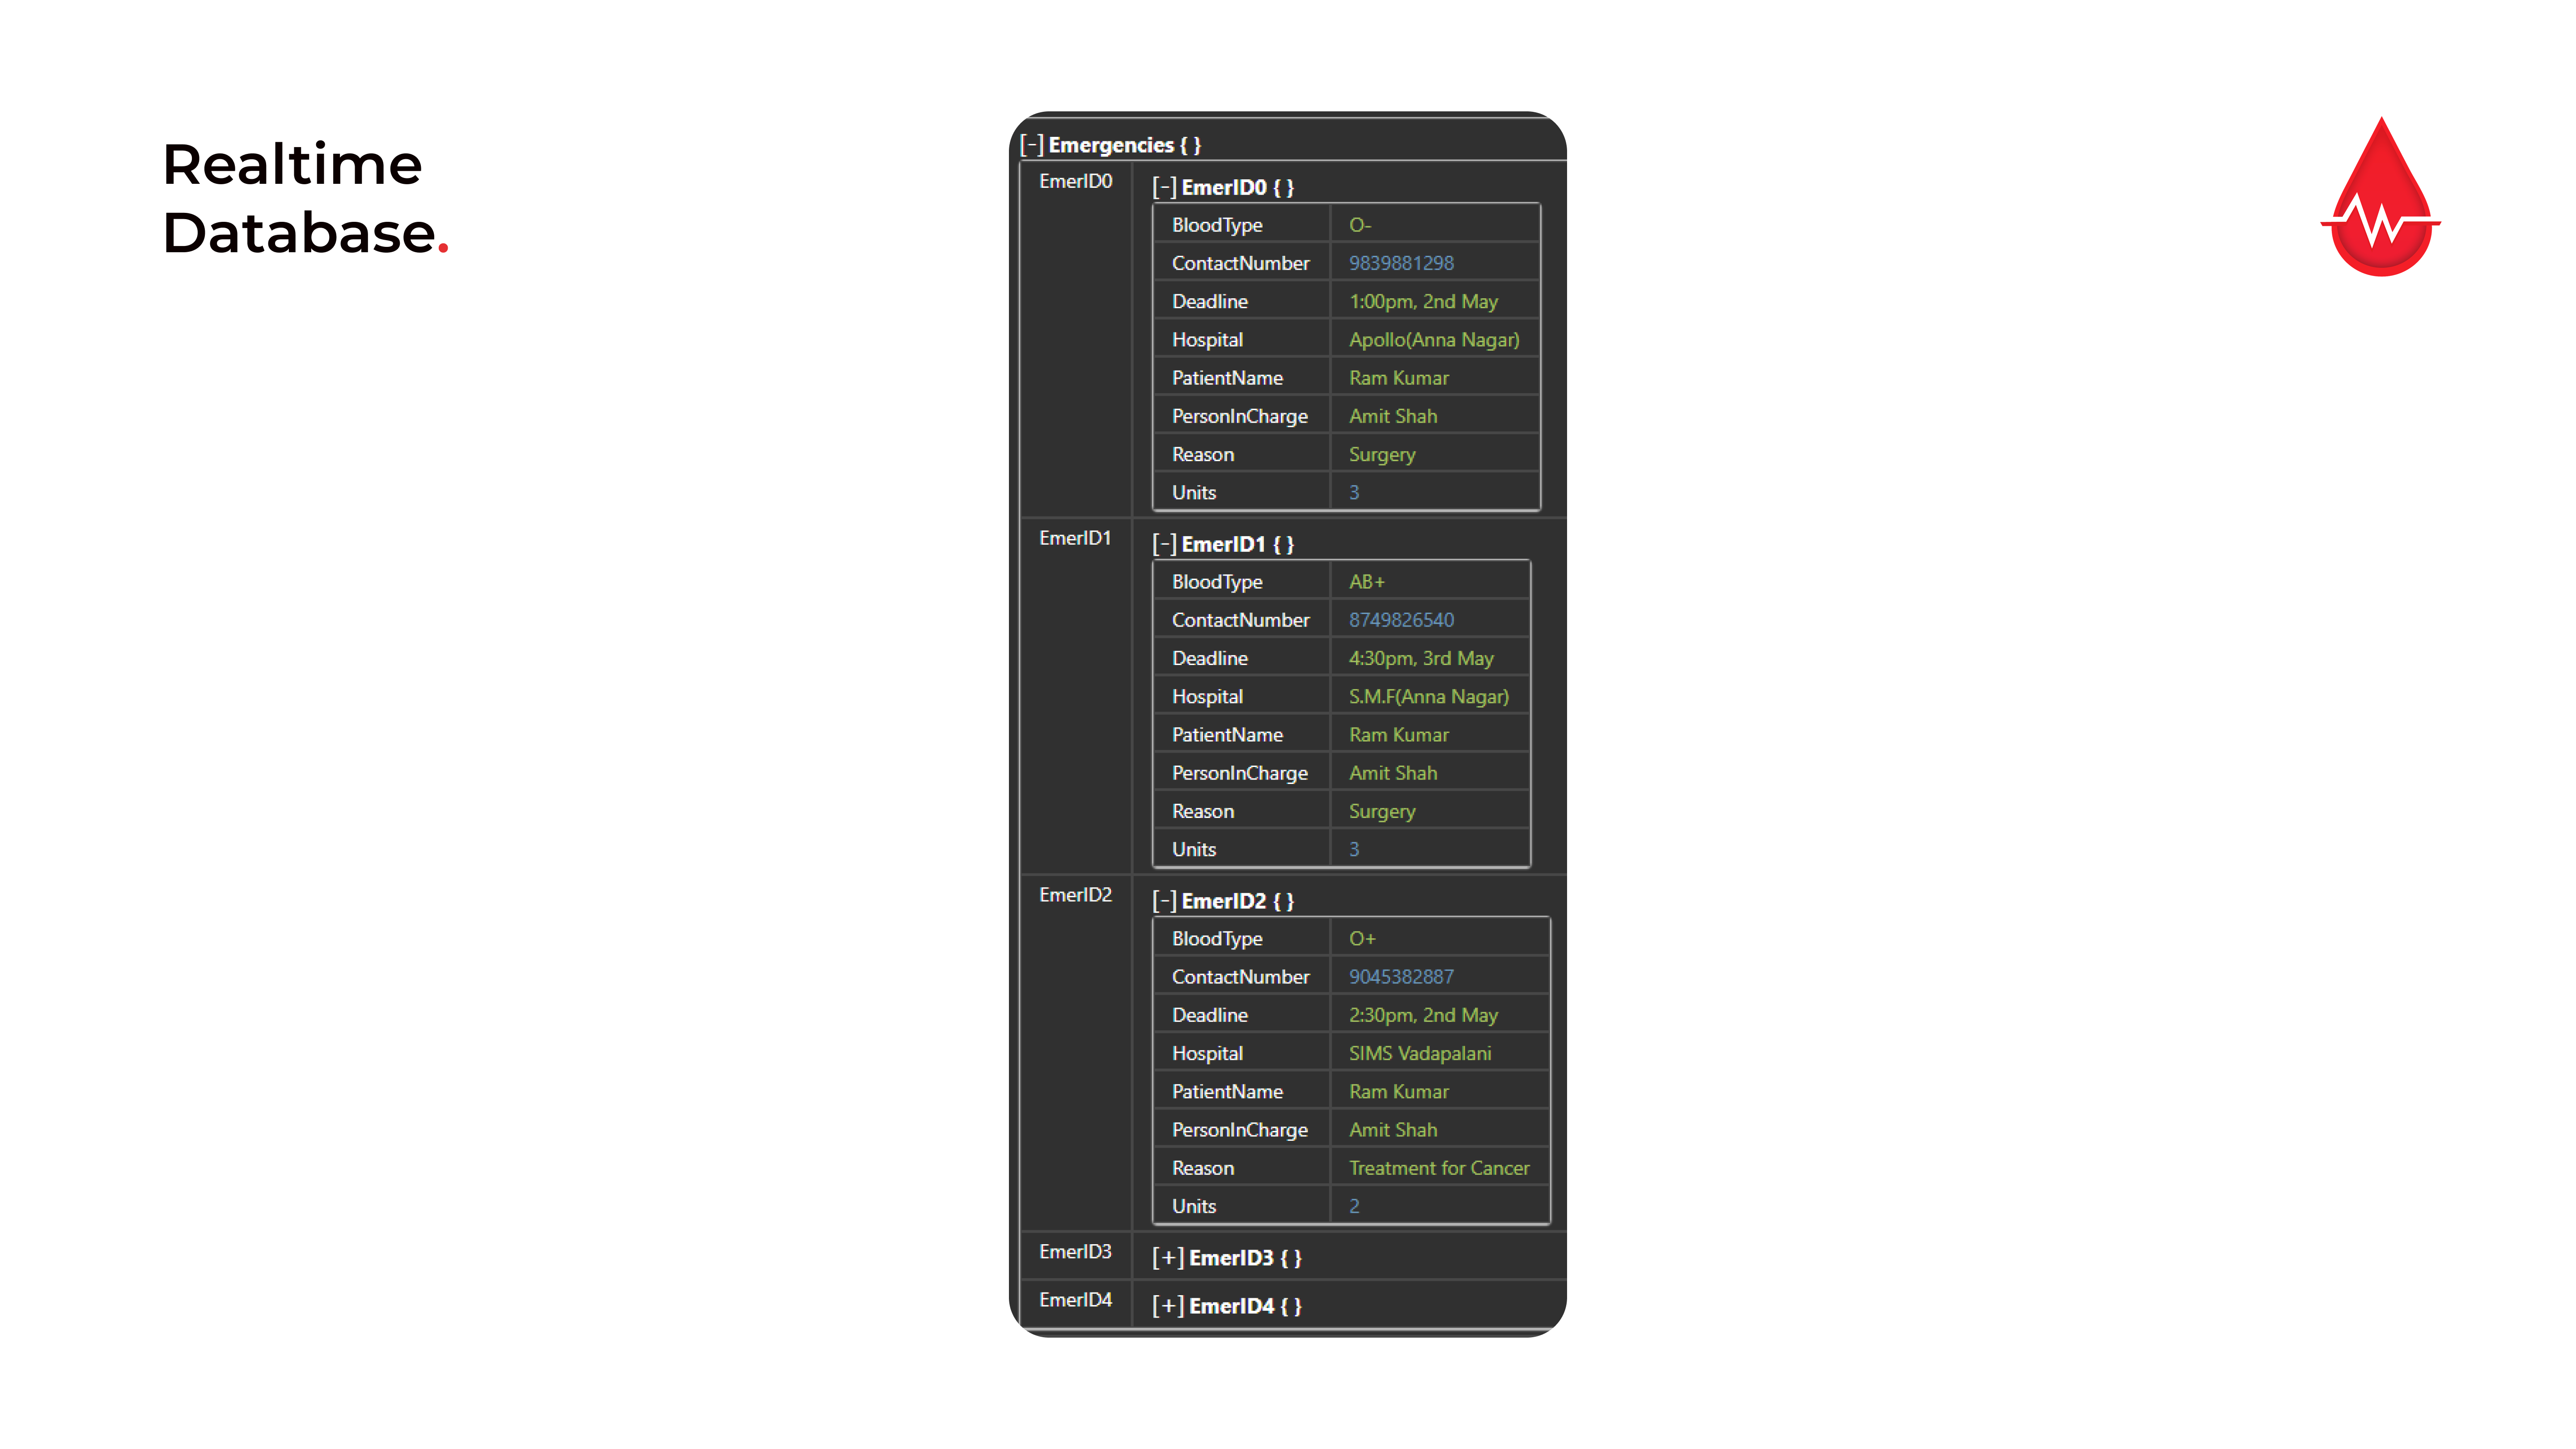 Realtime
Database.
[-] Emergencies { }
EmerID0 [-] EmerID0 { }
BloodType O-
ContactNumber 9839881298
Deadline 1:00pm, 2nd May
Hospital Apollo(Anna Nagar)
PatientName Ram Kumar
PersonInCharge Amit Shah
Reason Surgery
Units 3
EmerID1 [-] EmerID1 { }
BloodType AB+
ContactNumber 8749826540
Deadline 4:30pm, 3rd May
Hospital S.M.F(Anna Nagar)
PatientName Ram Kumar
PersonInCharge Amit Shah
Reason Surgery
Units 3
EmerID2 [-] EmerID2 { }
BloodType O+
ContactNumber 9045382887
Deadline 2:30pm, 2nd May
Hospital SIMS Vadapalani
PatientName Ram Kumar
PersonInCharge Amit Shah
Reason Treatment for Cancer
Units 2
EmerID3 [+] EmerID3 { }
EmerID4 [+] EmerID4 { }